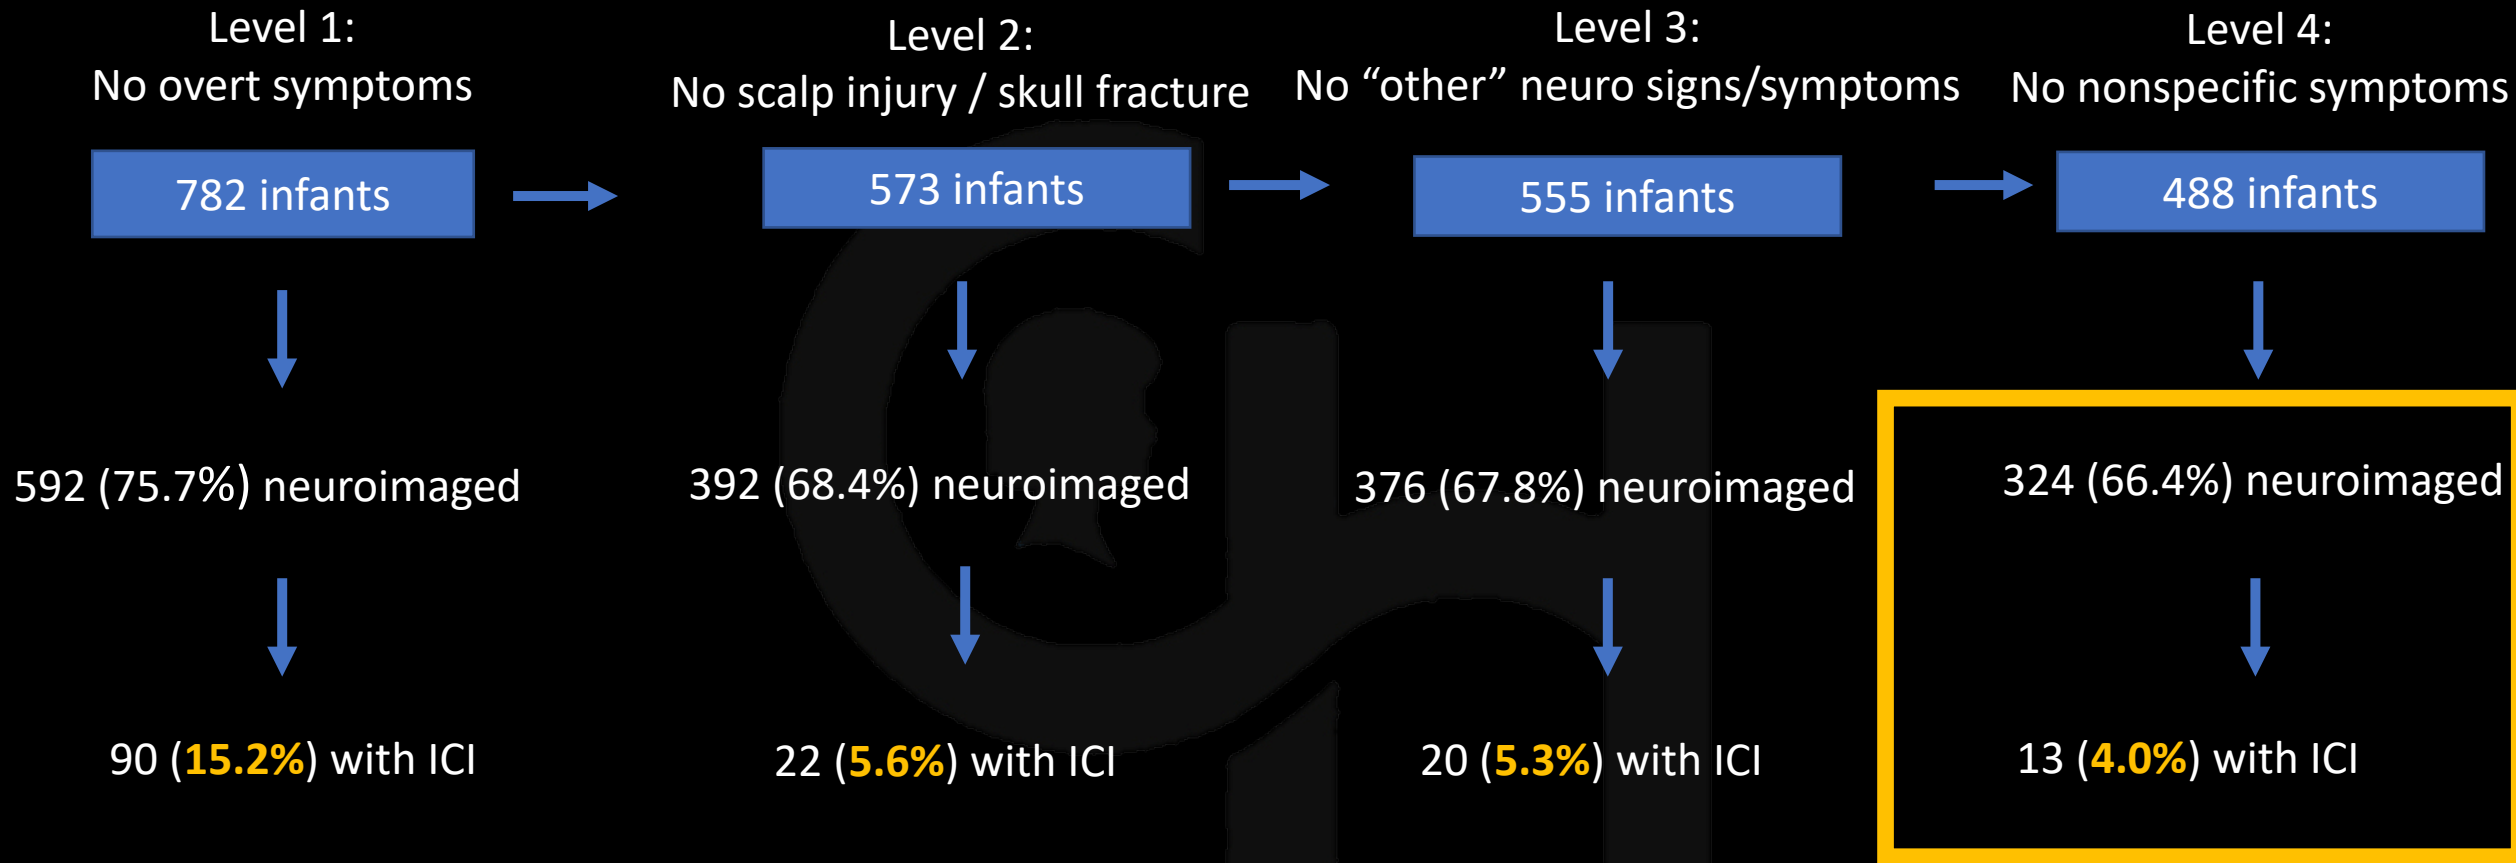 Level 1:
No overt symptoms
782 infants
592 (75.7%) neuroimaged
90 (15.2%) with ICI
Level 2:
No scalp injury / skull fracture
573 infants
392 (68.4%) neuroimaged
22 (5.6%) with ICI
Level 3:
No “other” neuro signs/symptoms
555 infants
376 (67.8%) neuroimaged
20 (5.3%) with ICI
Level 4:
No nonspecific symptoms
488 infants
324 (66.4%) neuroimaged
13 (4.0%) with ICI